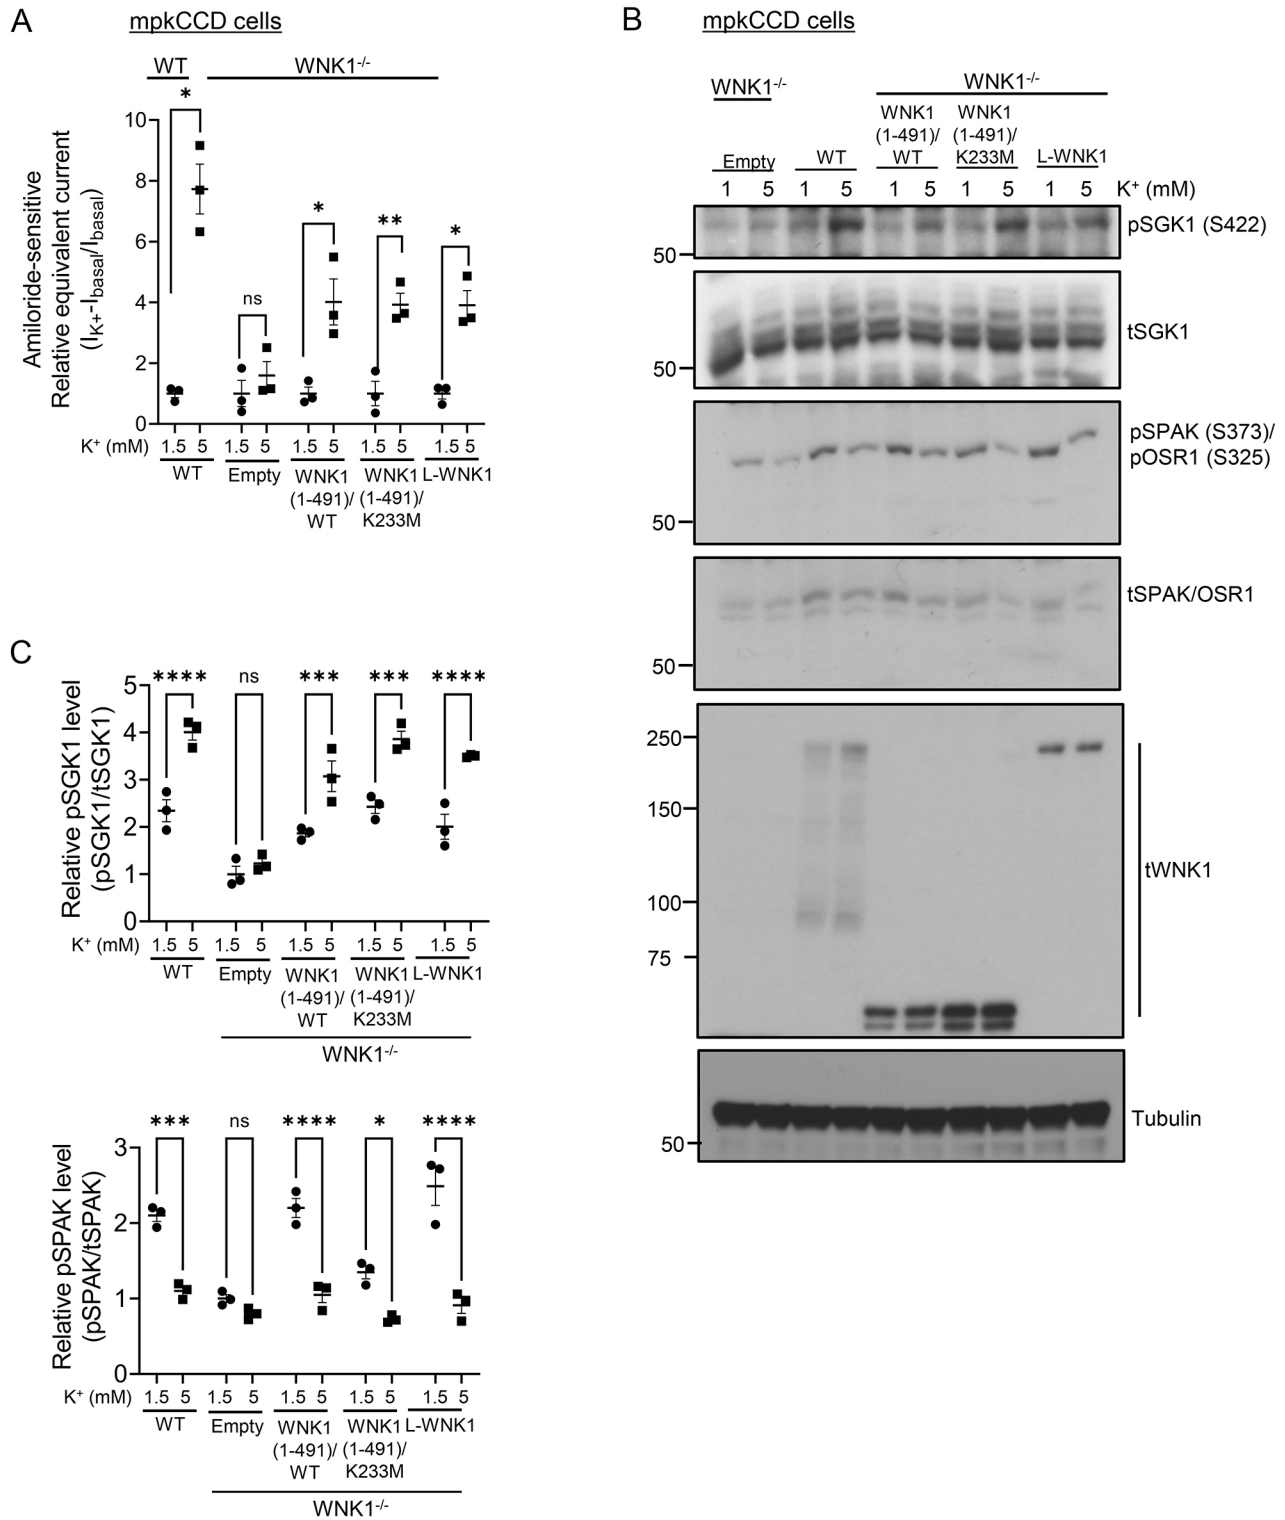 A
mpkCCD cells
WT
WNK1-/-
*
ns
*
**
*
Amiloride-sensitive
Relative equivalent current
(IK+-Ibasal/Ibasal)
10
8
6
4
2
0
K+ (mM)
1.5 5 1.5 5 1.5 5 1.5 5 1.5 5
WT
Empty
WNK1
(1-491)/
WT
WNK1
(1-491)/
K233M
L-WNK1
B
mpkCCD cells
WNK1-/-
WNK1-/-
Empty
WT
WNK1
(1-491)/
WT
WNK1
(1-491)/
K233M
L-WNK1
1 5 1 5 1 5 1 5 1 5 K+ (mM)
pSGK1 (S422)
50
tSGK1
50
pSPAK (S373)/
pOSR1 (S325)
50
tSPAK/OSR1
50
250
150
100
75
tWNK1
Tubulin
50
C
**** ns *** *** ****
Relative pSGK1 level
(pSGK1/tSGK1)
5
4
3
2
1
0
K+ (mM)
1.5 5 1.5 5 1.5 5 1.5 5 1.5 5
WT
Empty
WNK1
(1-491)/
WT
WNK1
(1-491)/
K233M
L-WNK1
WNK1-/-
*** ns **** * ****
Relative pSPAK level
(pSPAK/tSPAK)
3
2
1
0
K+ (mM)
1.5 5 1.5 5 1.5 5 1.5 5 1.5 5
WT
Empty
WNK1
(1-491)/
WT
WNK1
(1-491)/
K233M
L-WNK1
WNK1-/-